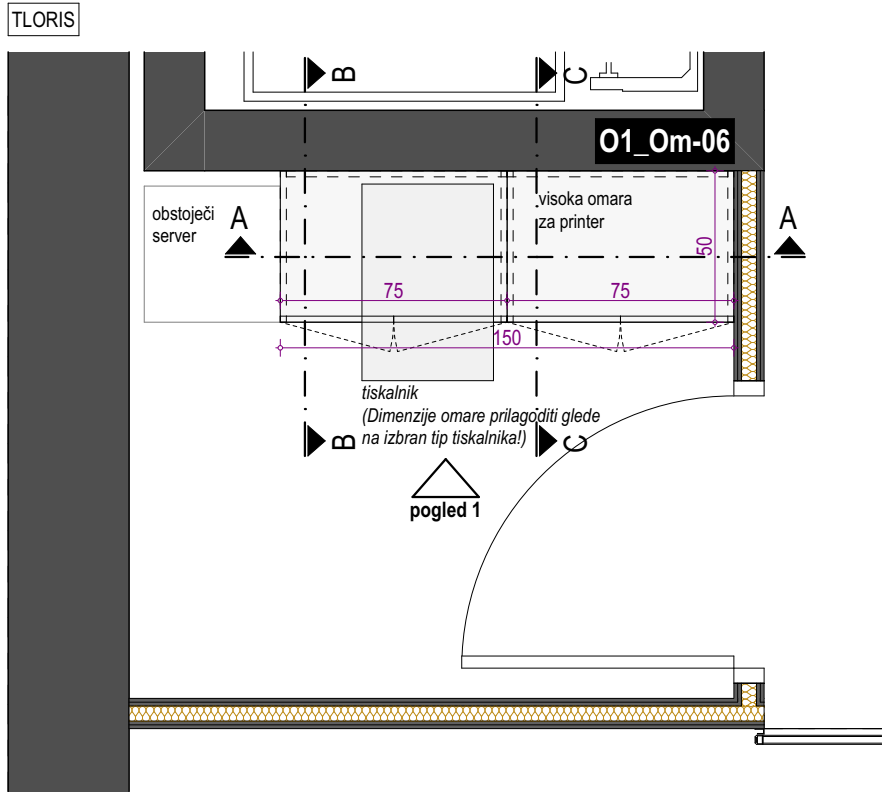 TLORIS
B
C
O1_Om-06
obstoječi
server
A
visoka omara
za printer
A
50
75
75
150
tiskalnik
(Dimenzije omare prilagoditi glede
na izbran tip tiskalnika!)
B
C
pogled 1